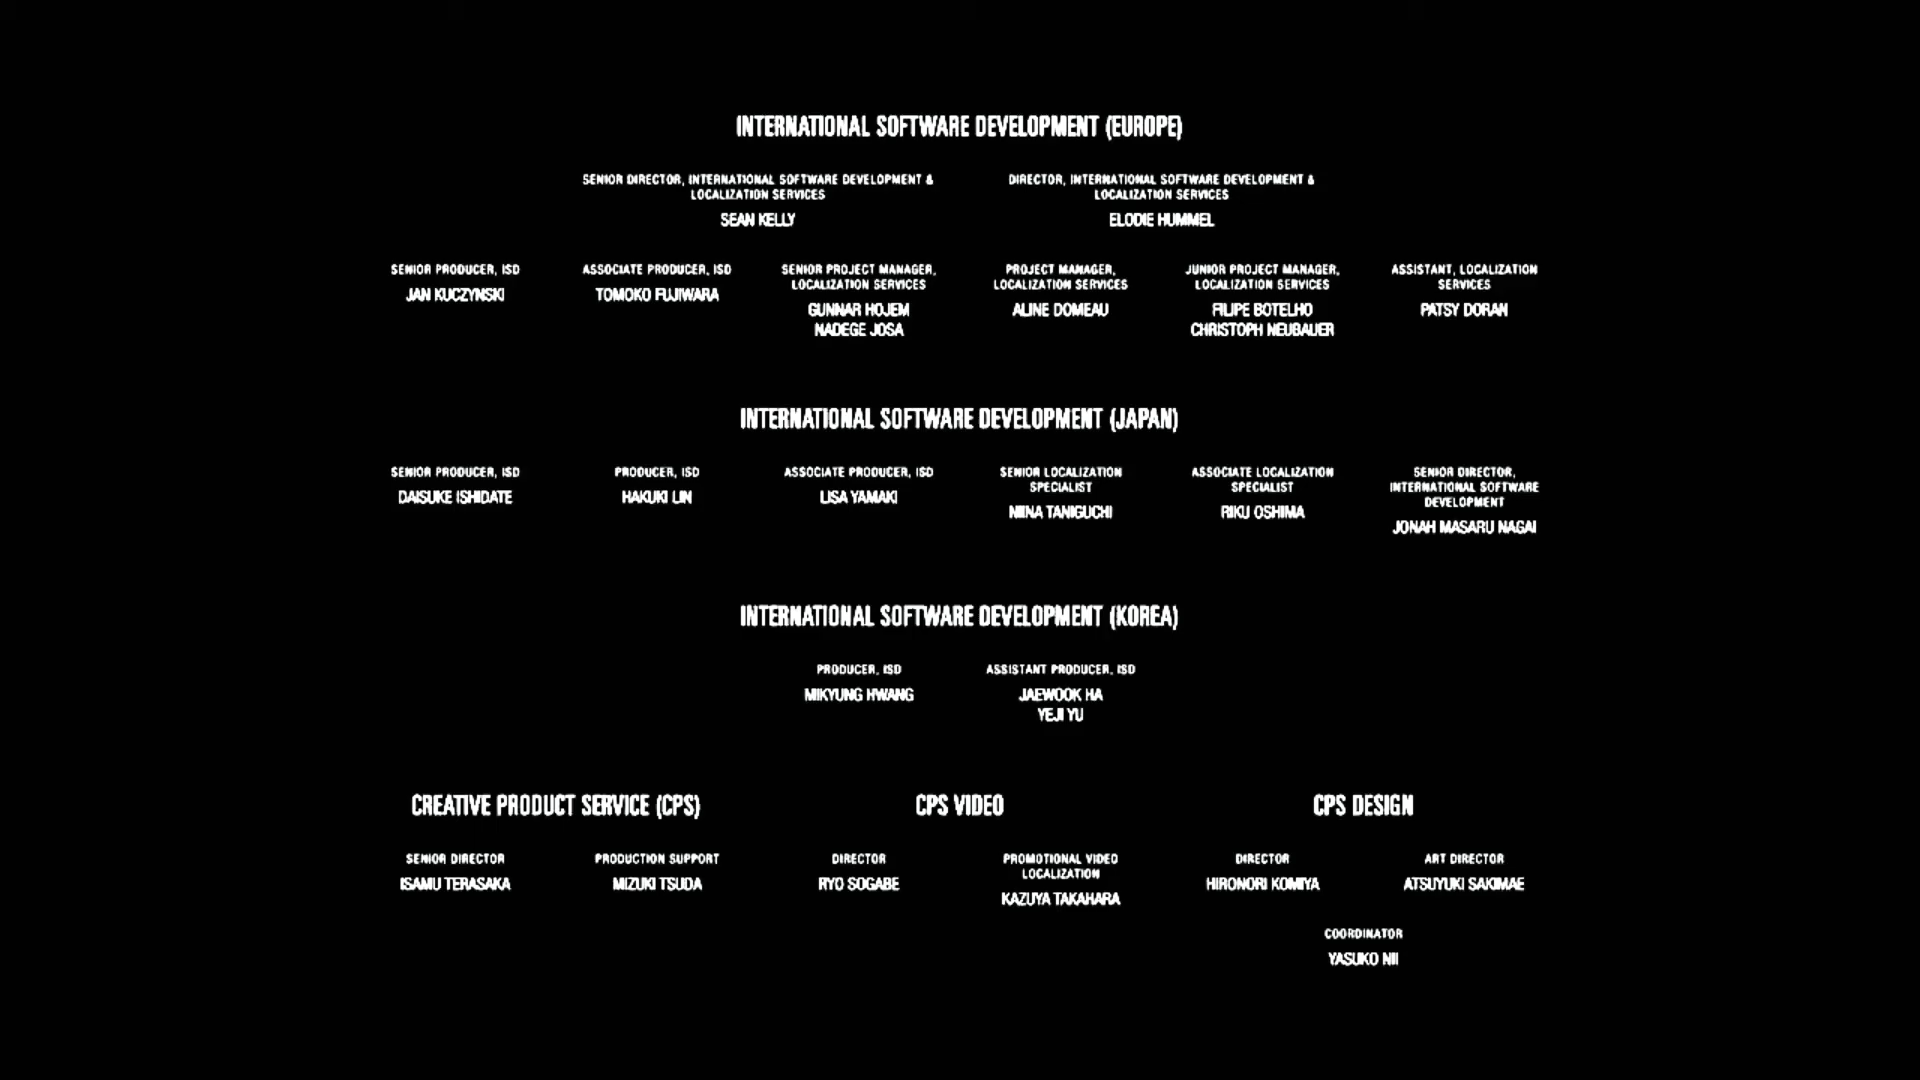 INTERNATIONAL SOFTWARE DEVELOPMENT (EUROPE)
SENIOR DIRECTOR, INTERNATIONAL SOFTWARE DEVELOPMENT &
LOCALIZATION SERVICES
SEAN KELLY
DIRECTOR, INTERNATIONAL SOFTWARE DEVELOPMENT &
LOCALIZATION SERVICES
ELODIE HUMMEL
SENIOR PRODUCER, ISD
JAN KUCZYNSKI
ASSOCIATE PRODUCER, ISD
TOMOKO FUJIWARA
SENIOR PROJECT MANAGER,
LOCALIZATION SERVICES
GUNNAR HOJEM
NADEGE JOSA
PROJECT MANAGER,
LOCALIZATION SERVICES
ALINE DOMEAU
JUNIOR PROJECT MANAGER,
LOCALIZATION SERVICES
FILIPE BOTELHO
CHRISTOPH NEUBAUER
ASSISTANT, LOCALIZATION
SERVICES
PATSY DORAN
INTERNATIONAL SOFTWARE DEVELOPMENT (JAPAN)
SENIOR PRODUCER, ISD
DAISUKE ISHIDATE
PRODUCER, ISD
HAKUKI LIN
ASSOCIATE PRODUCER, ISD
LISA YAMAKI
SENIOR LOCALIZATION
SPECIALIST
NIINA TANIGUCHI
ASSOCIATE LOCALIZATION
SPECIALIST
RIKU OSHIMA
SENIOR DIRECTOR,
INTERNATIONAL SOFTWARE
DEVELOPMENT
JONAH MASARU NAGAI
INTERNATIONAL SOFTWARE DEVELOPMENT (KOREA)
PRODUCER, ISD
MIKYUNG HWANG
ASSISTANT PRODUCER, ISD
JAEWOOK HA
YEJI YU
CREATIVE PRODUCT SERVICE (CPS)
SENIOR DIRECTOR
ISAMU TERASAKA
PRODUCTION SUPPORT
MIZUKI TSUDA
CPS VIDEO
DIRECTOR
RYO SOGABE
PROMOTIONAL VIDEO
LOCALIZATION
KAZUYA TAKAHARA
CPS DESIGN
DIRECTOR
HIRONORI KOMIYA
ART DIRECTOR
ATSUYUKI SAKIMAE
COORDINATOR
YASUKO NII